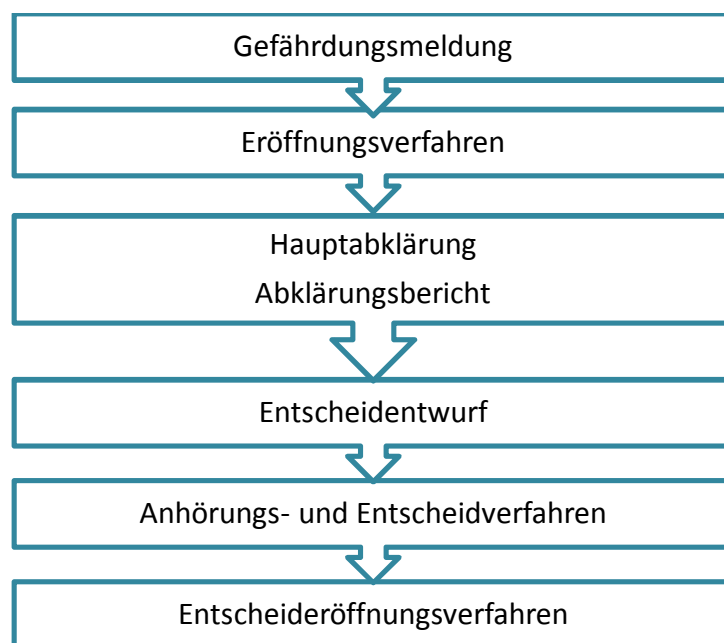 Gefährdungsmeldung
Eröffnungsverfahren
Hauptabklärung
Abklärungsbericht
Entscheidentwurf
Anhörungs- und Entscheidverfahren
Entscheideröffnungsverfahren